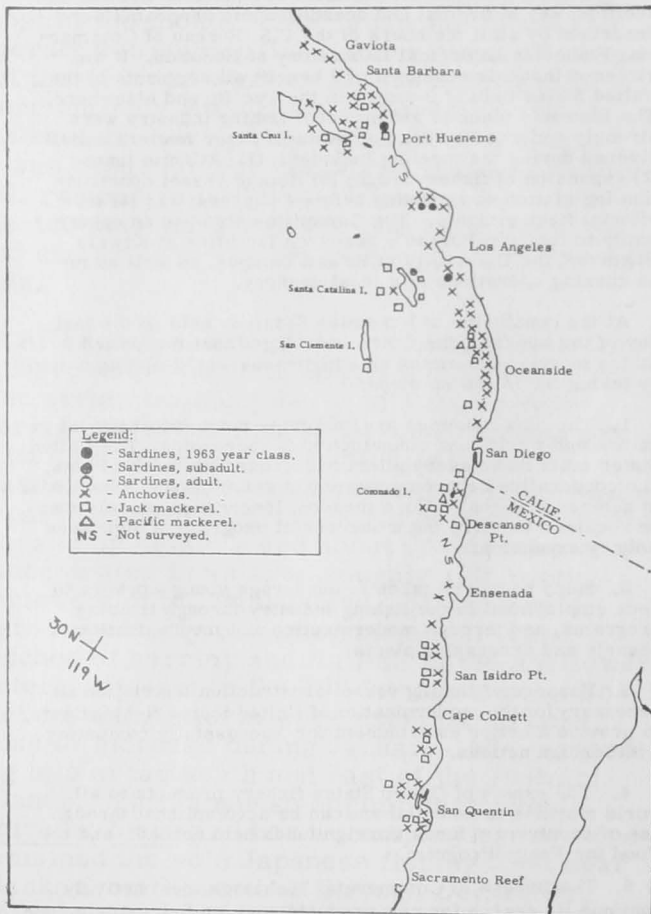 Gaviota
Santa Barbara
Santa Cruz I.
Port Hueneme
NS
Los Angeles
Santa Catalina I.
San Clemente I.
Oceanside
Legend:
- Sardines, 1963 year class.
- Sardines, subadult.
- Sardines, adult.
x - Anchovies.
- Jack mackerel.
- Pacific mackerel.
NS - Not surveyed.
San Diego
CALIF
MEXICO
Coronado I.
Descanso
Pt.
NS
Ensenada
30N
119 W
San Isidro Pt.
Cape Colnett
San Quentin
Sacramento Reef